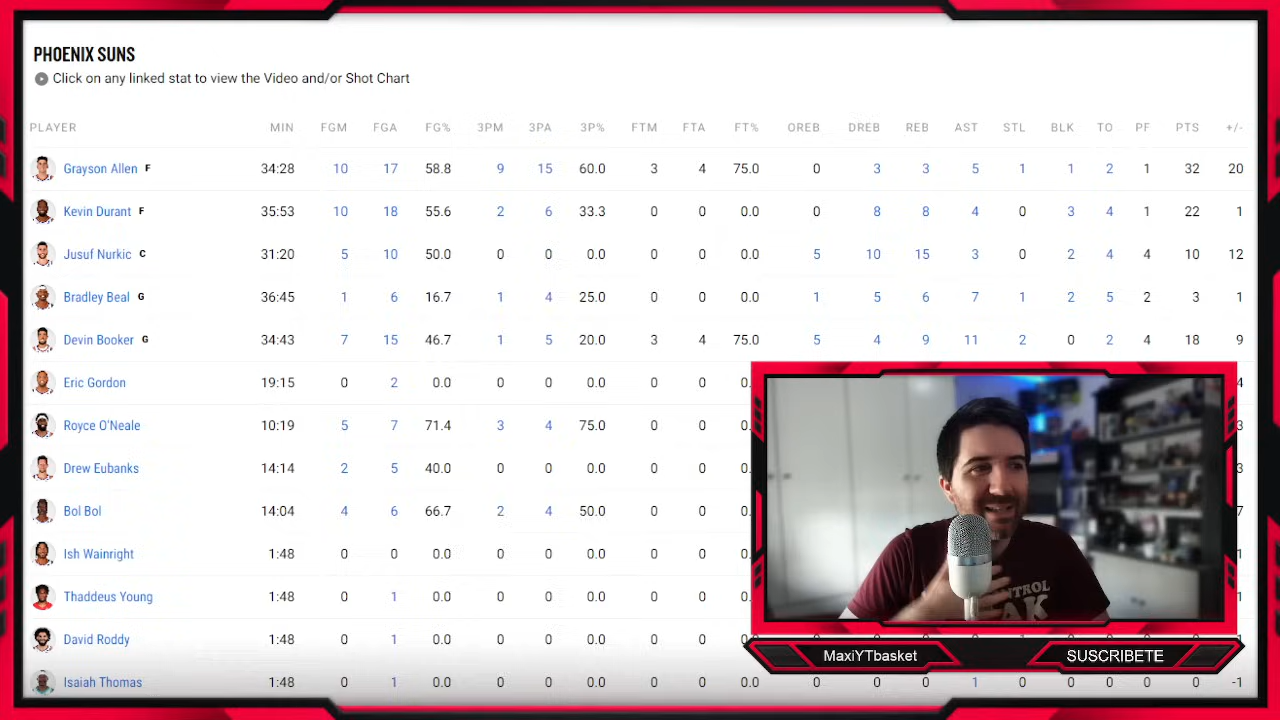 PHOENIX SUNS
Click on any linked stat to view the Video and/or Shot Chart
PLAYER MIN FGM FGA FG% 3PM 3PA 3P% FTM FTA FT% OREB DREB REB AST STL BLK TO PF PTS +/-
Grayson Allen F 34:28 10 17 58.8 9 15 60.0 3 4 75.0 0 3 3 5 1 1 2 1 32 20
Kevin Durant F 35:53 10 18 55.6 2 6 33.3 0 0 0.0 0 8 8 4 0 3 4 1 22 1
Jusuf Nurkic C 31:20 5 10 50.0 0 0 0.0 0 0 0.0 5 10 15 3 0 2 4 4 10 12
Bradley Beal G 36:45 1 6 16.7 1 4 25.0 0 0 0.0 1 5 6 7 1 2 5 2 3 1
Devin Booker G 34:43 7 15 46.7 1 5 20.0 3 4 75.0 5 4 9 11 2 0 2 4 18 9
Eric Gordon 19:15 0 2 0.0 0 0 0.0 0 0 0. 4
Royce O'Neale 10:19 5 7 71.4 3 4 75.0 0 0 0. 3
Drew Eubanks 14:14 2 5 40.0 0 0 0.0 0 0 0. 3
Bol Bol 14:04 4 6 66.7 2 4 50.0 0 0 0. 7
Ish Wainright 1:48 0 0 0.0 0 0 0.0 0 0 0. 1
Thaddeus Young 1:48 0 1 0.0 0 0 0.0 0 0 0. 1
David Roddy 1:48 0 1 0.0 0 0 0.0 0 0 0.
Isaiah Thomas 1:48 0 1 0.0 0 0 0.0 0 0 0.0 0 0 0 1 0 0 0 0 0 -1
MaxiYTbasket
SUSCRIBETE